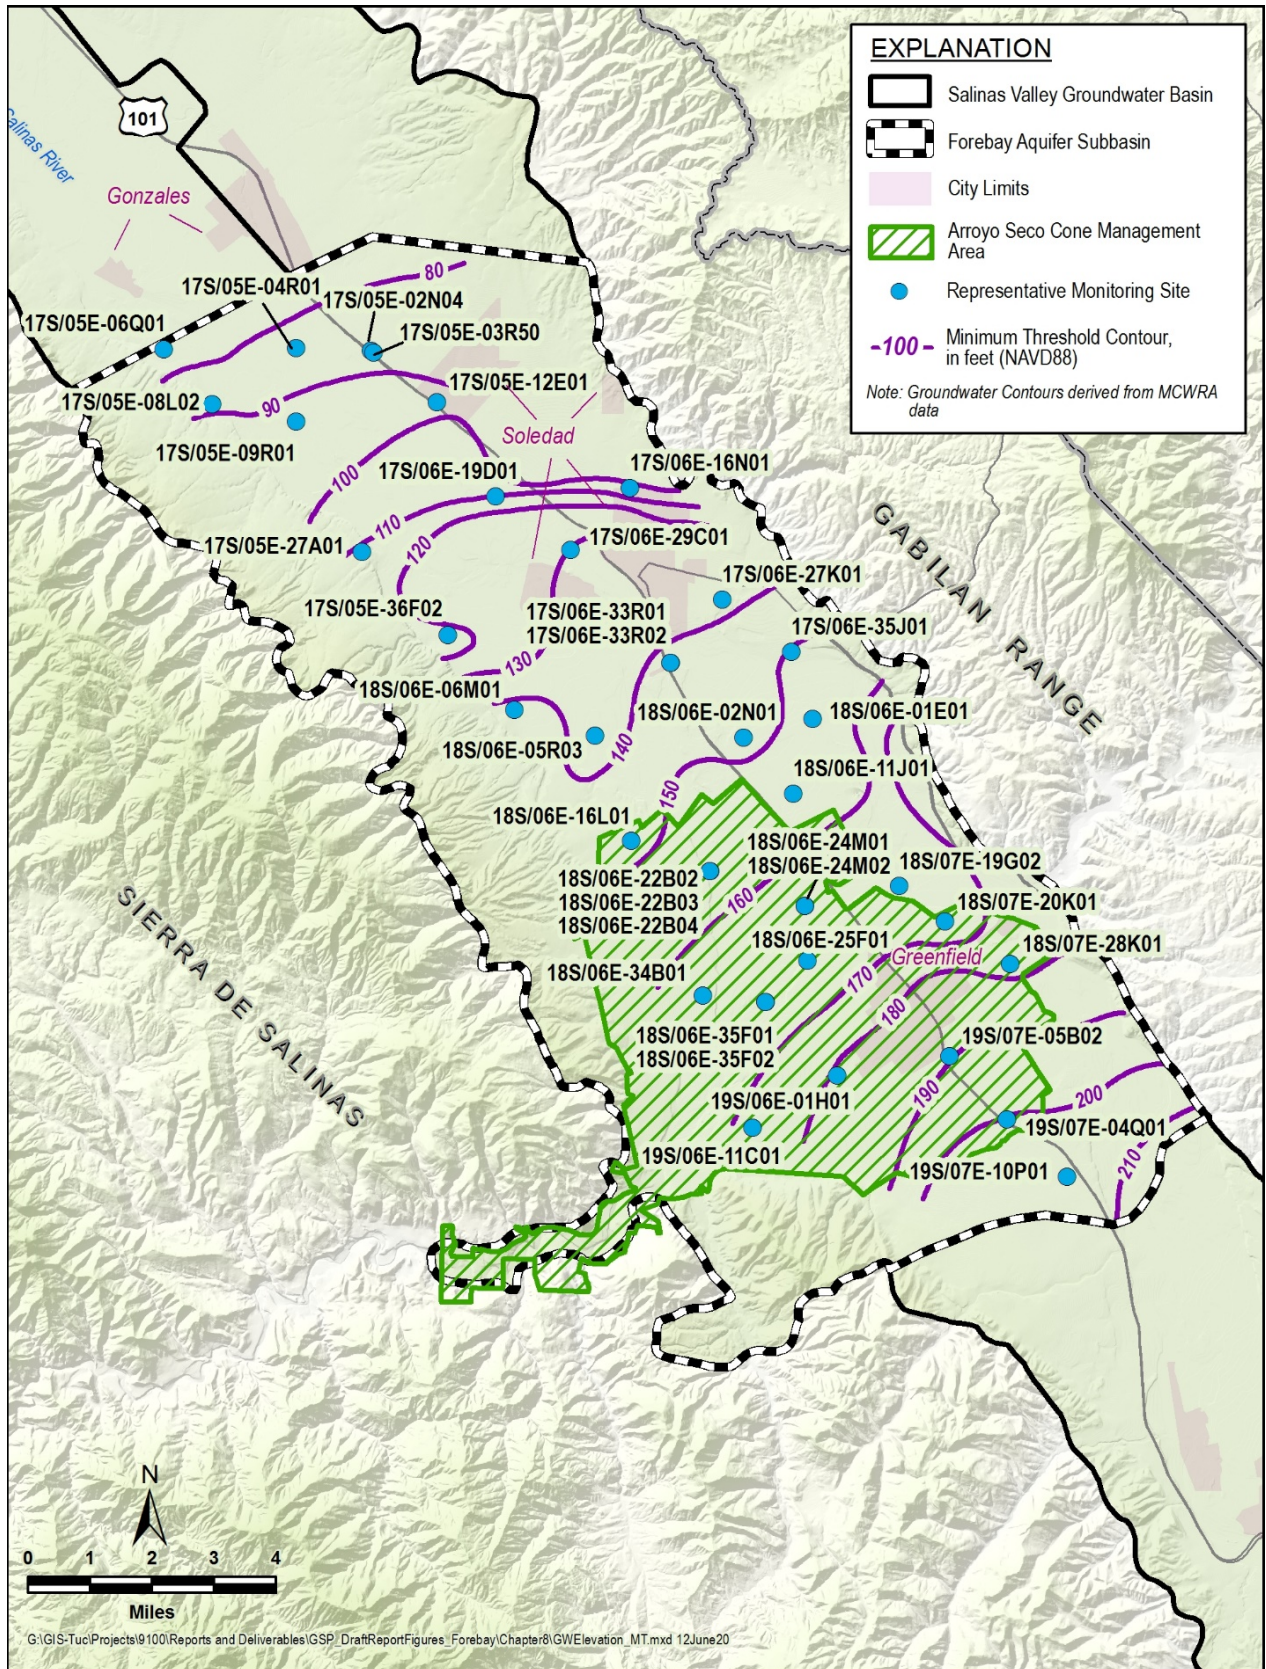 EXPLANATION
Salinas Valley Groundwater Basin
Forebay Aquifer Subbasin
City Limits
Arroyo Seco Cone Management
Area
Representative Monitoring Site
-100-
Minimum Threshold Contour,
in feet (NAVD88)
Note: Groundwater Contours derived from MCWRA
data
101
Salinas River
Gonzales
80
17S/05E-04R01
17S/05E-02N04
17S/05E-06Q01
17S/05E-03R50
17S/05E-12E01
17S/05E-08L02
90
Soledad
17S/05E-09R01
100
17S/06E-19D01
17S/06E-16N01
110
120
17S/05E-27A01
17S/06E-29C01
GABILAN RANGE
17S/06E-27K01
17S/05E-36F02
17S/06E-33R01
17S/06E-33R02
17S/06E-35J01
130
18S/06E-06M01
18S/06E-02N01
18S/06E-01E01
18S/06E-05R03
140
18S/06E-11J01
150
18S/06E-16L01
18S/06E-24M01
18S/06E-24M02
18S/07E-19G02
18S/06E-22B02
18S/06E-22B03
18S/06E-22B04
160
18S/07E-20K01
SIERRA DE SALINAS
18S/06E-25F01
Greenfield
18S/07E-28K01
18S/06E-34B01
170
180
18S/06E-35F01
18S/06E-35F02
19S/07E-05B02
190
200
19S/06E-01H01
19S/07E-04Q01
19S/06E-11C01
19S/07E-10P01
210
N
0 1 2 3 4
Miles
G:\GIS-Tuc\Projects\9100\Reports and Deliverables\GSP_DraftReportFigures_Forebay\Chapter8\GWElevation_MT.mxd 12June20